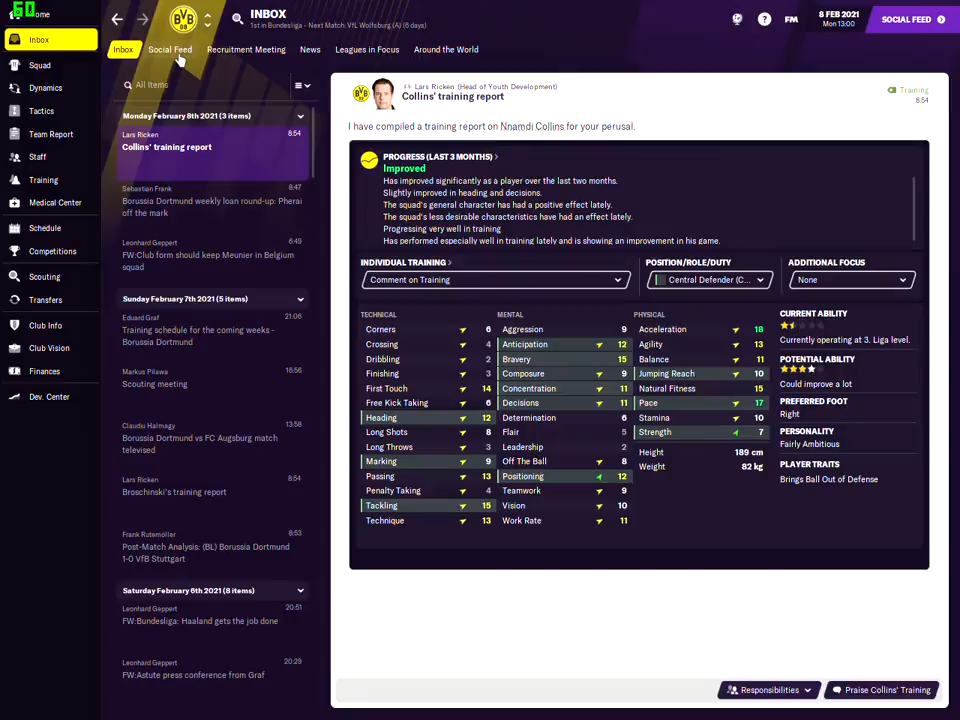 60
ome
INBOX
1st in Bundesliga - Next Match: VfL Wolfsburg (A) (6 days)
FM
8 FEB 2021
Mon 13:00
SOCIAL FEED
Inbox
Squad
Dynamics
Tactics
Team Report
Staff
Training
Medical Center
Schedule
Competitions
Scouting
Transfers
Club Info
Club Vision
Finances
Dev. Center
Inbox
Social Feed
Recruitment Meeting
News
Leagues in Focus
Around the World
All Items
Monday February 8th 2021 (3 items)
Lars Ricken 8:54
Collins' training report
Sebastian Frank 8:47
Borussia Dortmund weekly loan round-up: Pherai
off the mark
Leonhard Geppert 6:49
FW:Club form should keep Meunier in Belgium
squad
Sunday February 7th 2021 (5 items)
Eduard Graf 21:06
Training schedule for the coming weeks -
Borussia Dortmund
Markus Pilawa 16:56
Scouting meeting
Claudiu Halmagy 13:58
Borussia Dortmund vs FC Augsburg match
televised
Lars Ricken 8:54
Broschinski's training report
Frank Rutemöller 8:53
Post-Match Analysis: (BL) Borussia Dortmund
1-0 VfB Stuttgart
Saturday February 6th 2021 (8 items)
Leonhard Geppert 20:51
FW:Bundesliga: Haaland gets the job done
Leonhard Geppert 20:29
FW:Astute press conference from Graf
BVB 09
Lars Ricken (Head of Youth Development)
Collins' training report
Training
8:54
I have compiled a training report on Nnamdi Collins for your perusal.
PROGRESS (LAST 3 MONTHS)
Improved
Has improved significantly as a player over the last two months.
Slightly improved in heading and decisions.
The squad's general character has had a positive effect lately.
The squad's less desirable characteristics have had an effect lately.
Progressing very well in training
Has performed especially well in training lately and is showing an improvement in his game.
INDIVIDUAL TRAINING
Comment on Training
POSITION/ROLE/DUTY
Central Defender (C...
ADDITIONAL FOCUS
None
TECHNICAL
Corners 6
Crossing 4
Dribbling 2
Finishing 3
First Touch 14
Free Kick Taking 6
Heading 12
Long Shots 8
Long Throws 3
Marking 9
Passing 13
Penalty Taking 4
Tackling 15
Technique 13
MENTAL
Aggression 9
Anticipation 12
Bravery 15
Composure 9
Concentration 11
Decisions 11
Determination 6
Flair 5
Leadership 2
Off The Ball 8
Positioning 12
Teamwork 9
Vision 10
Work Rate 11
PHYSICAL
Acceleration 18
Agility 13
Balance 11
Jumping Reach 10
Natural Fitness 15
Pace 17
Stamina 10
Strength 7
Height 189 cm
Weight 82 kg
CURRENT ABILITY
Currently operating at 3. Liga level.
POTENTIAL ABILITY
Could improve a lot
PREFERRED FOOT
Right
PERSONALITY
Fairly Ambitious
PLAYER TRAITS
Brings Ball Out of Defense
Responsibilities
Praise Collins' Training